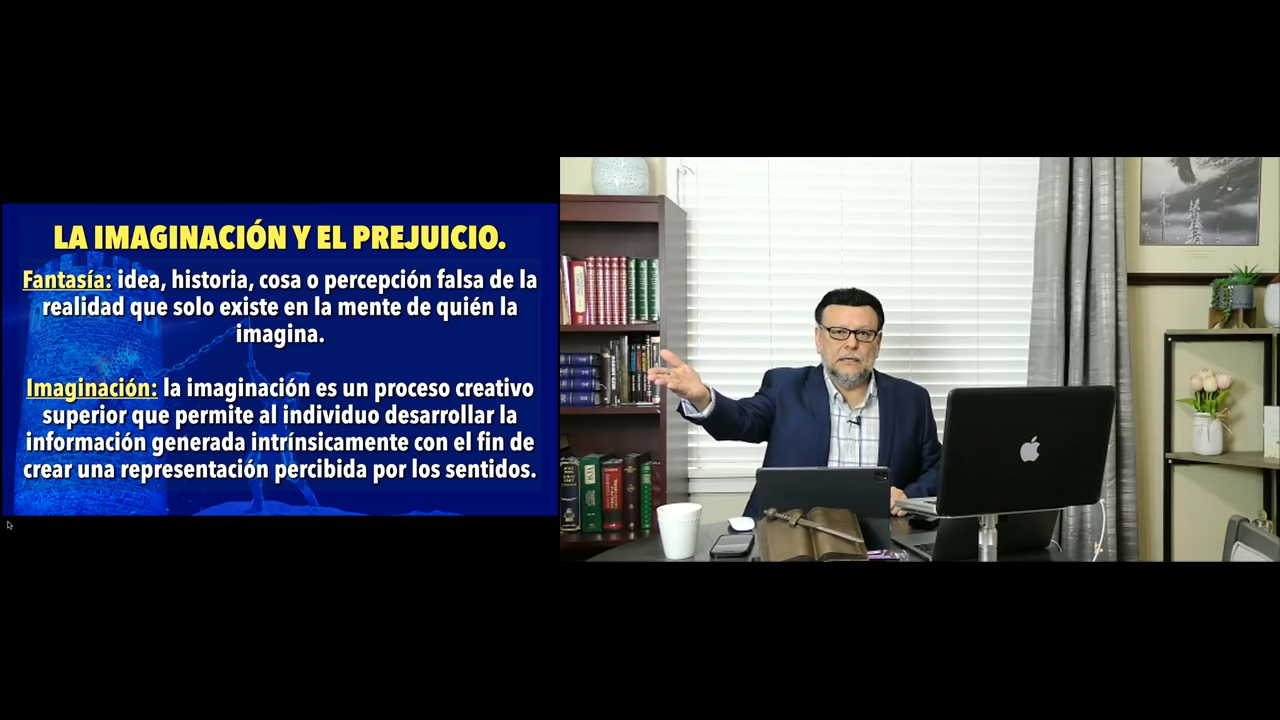 LA IMAGINACIÓN Y EL PREJUICIO.
Fantasía: idea, historia, cosa o percepción falsa de la
realidad que solo existe en la mente de quién la
imagina.
Imaginación: la imaginación es un proceso creativo
superior que permite al individuo desarrollar la
información generada intrínsicamente con el fin de
crear una representación percibida por los sentidos.